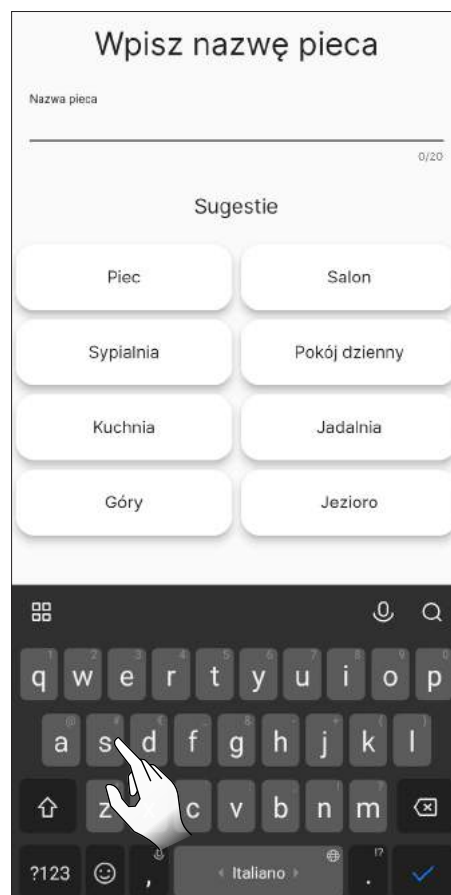 Wpisz nazwę pieca
Nazwa pieca
0/20
Sugestie
Piec Salon
Sypialnia Pokój dzienny
Kuchnia Jadalnia
Góry Jezioro
q w e r t y u i o p
a s d f g h j k l
z c v b n m
?123 , Italiano .